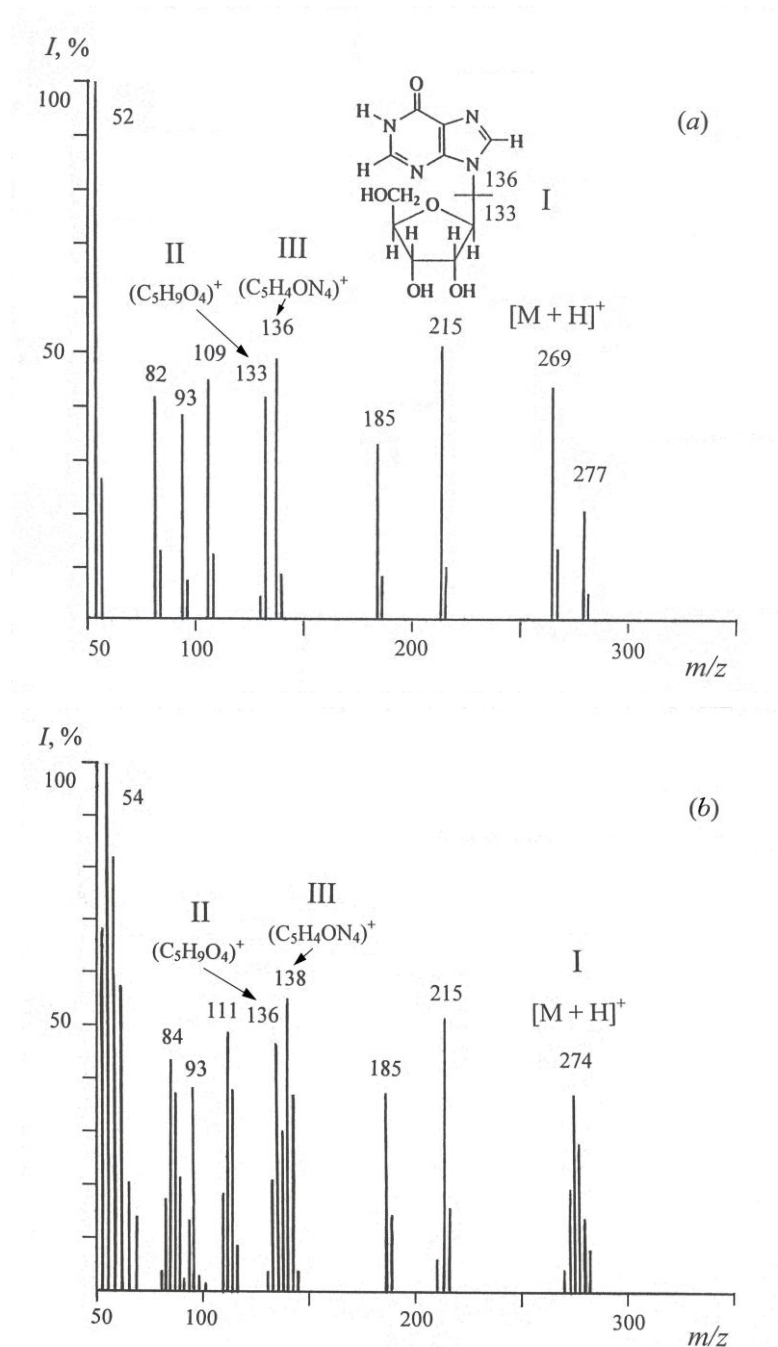 I, %
100
52
(a)
O
H
N
N
H
H
N
N
136
HOCH₂
O
133
I
H
H
H
H
OH OH
II
(C₅H₉O₄)⁺
III
(C₅H₄ON₄)⁺
136
215
[M + H]⁺
50
82
93
109
133
269
185
277
50
100
200
300
m/z
I, %
100
54
(b)
III
(C₅H₄ON₄)⁺
138
II
(C₅H₉O₄)⁺
I
[M + H]⁺
50
84
93
111
136
185
215
274
50
100
200
300
m/z